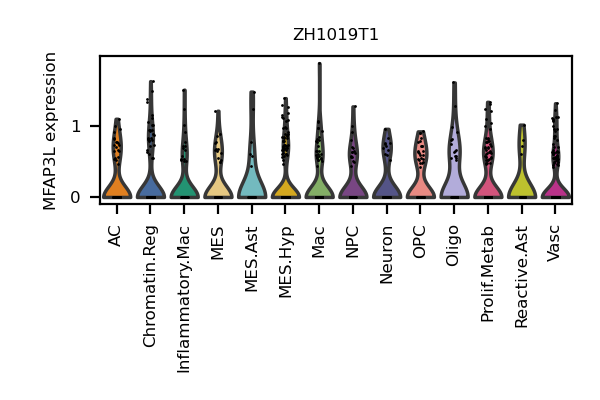 ZH1019T1
MFAP3L expression
1
0
AC
Chromatin.Reg
Inflammatory.Mac
MES
MES.Ast
MES.Hyp
Mac
NPC
Neuron
OPC
Oligo
Prolif.Metab
Reactive.Ast
Vasc